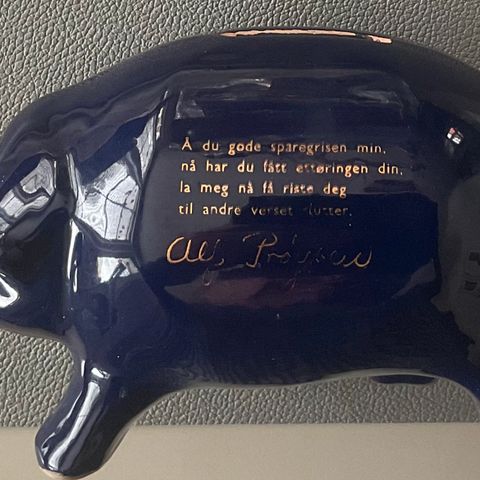 Å du gode sparegrisen min,
nå har du fått ettøringen din,
la meg nå få riste deg
til andre verset slutter.
Alf Prøysen